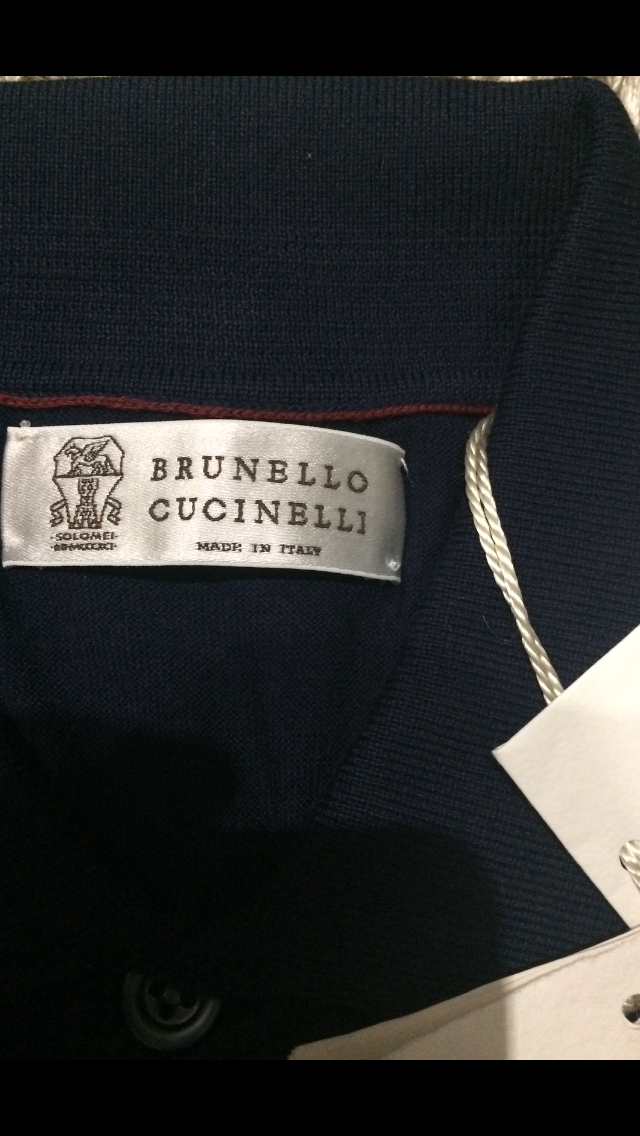 BRUNELLO
CUCINELLI
MADE IN ITALY
·SOLOMEI·